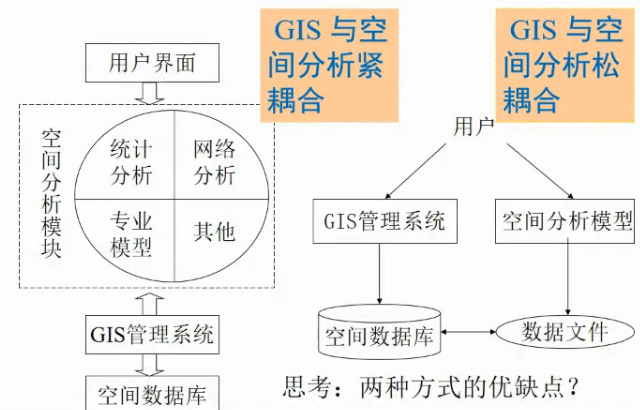 用户界面
空间分析模块
统计
分析
网络
分析
专业
模型
其他
GIS管理系统
空间数据库
GIS 与空
间分析紧
耦合
GIS 与空
间分析松
耦合
用户
GIS管理系统
空间分析模型
空间数据库
数据文件
思考：两种方式的优缺点？